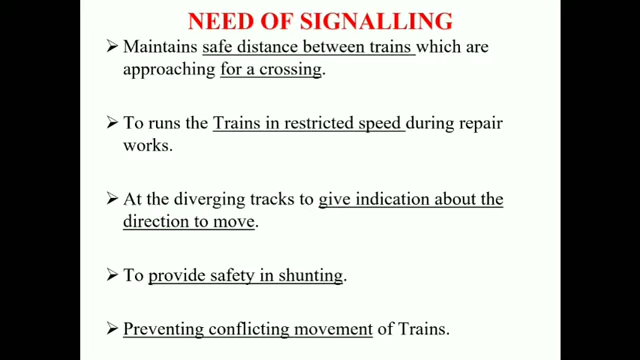 NEED OF SIGNALLING
➢ Maintains safe distance between trains which are
approaching for a crossing.
➢ To runs the Trains in restricted speed during repair
works.
➢ At the diverging tracks to give indication about the
direction to move.
➢ To provide safety in shunting.
➢ Preventing conflicting movement of Trains.